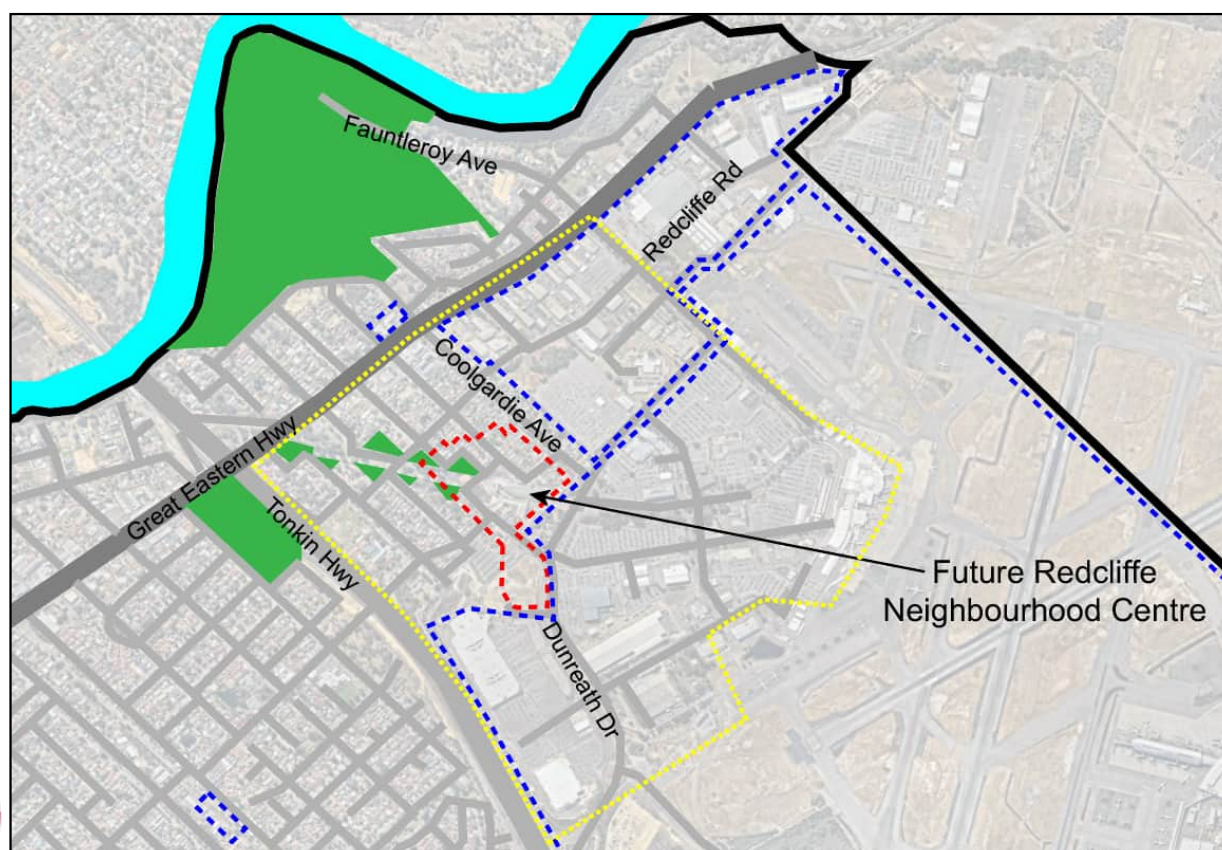 Fauntleroy Ave
Redcliffe Rd
Coolgardie Ave
Great Eastern Hwy
Tonkin Hwy
Future Redcliffe
Neighbourhood Centre
Dunreath Dr